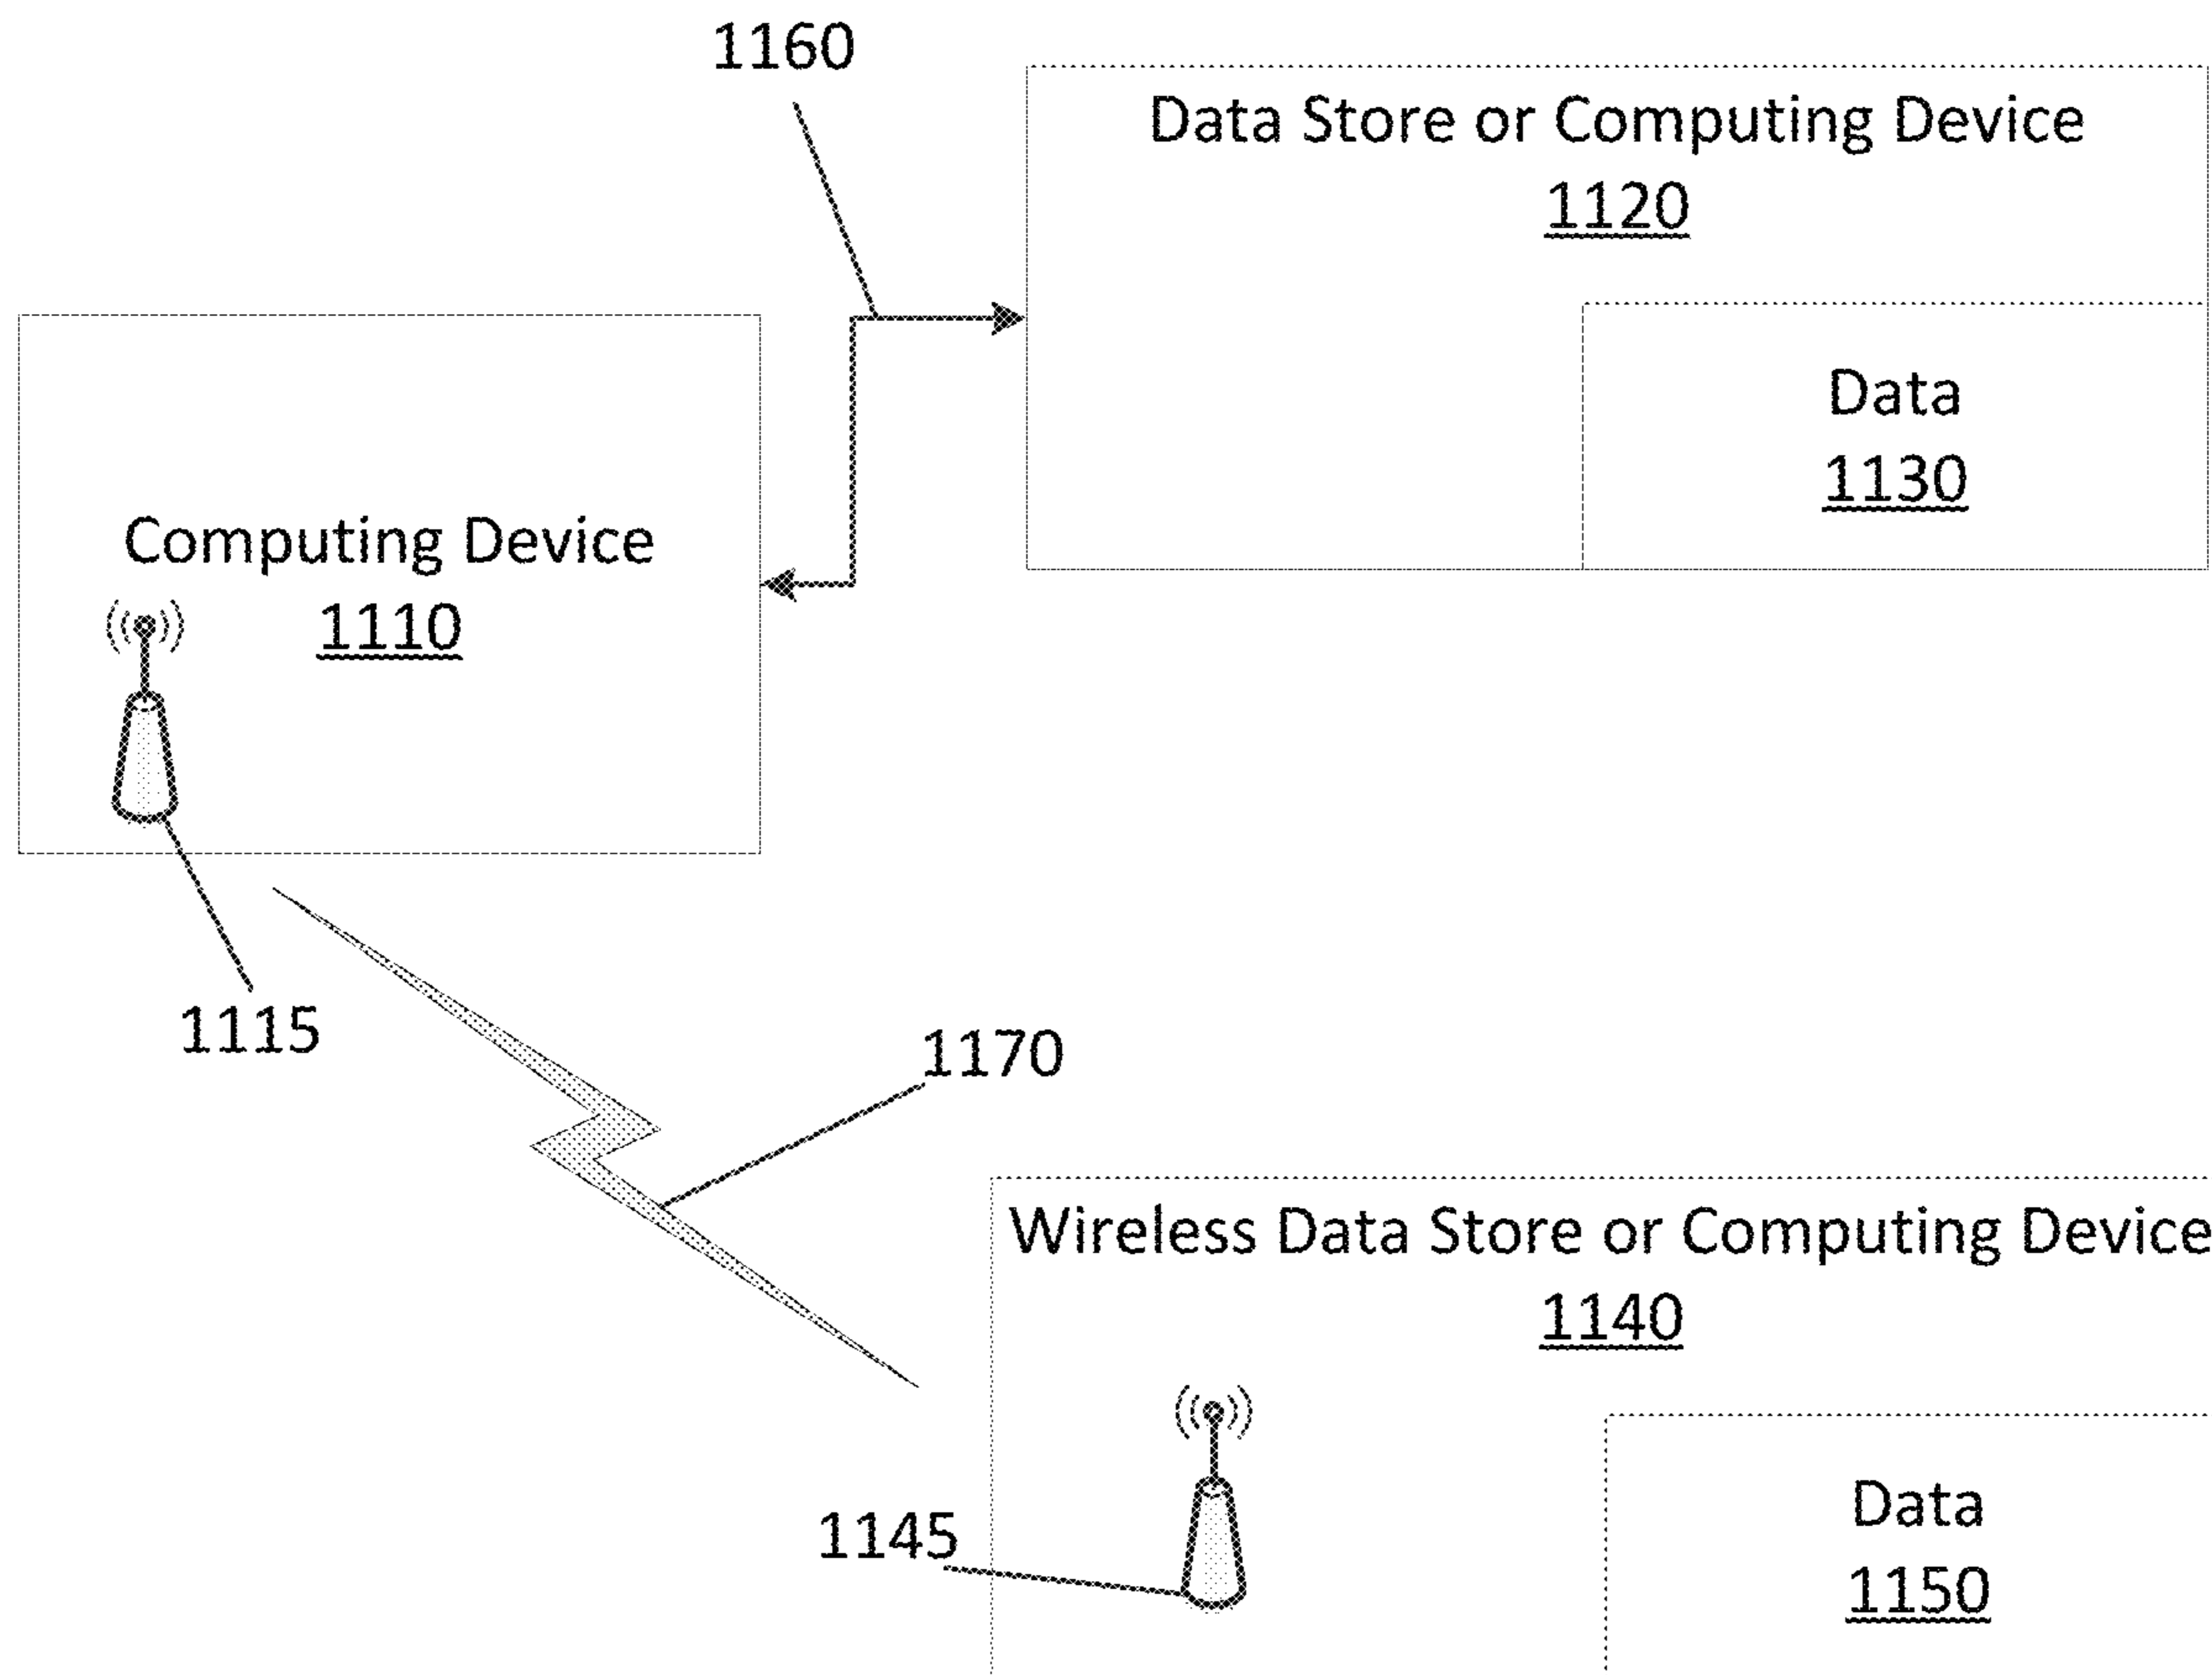 1160
Data Store or Computing Device
1120
Data
1130
Computing Device
1110
1115
1170
Wireless Data Store or Computing Device
1140
1145
Data
1150